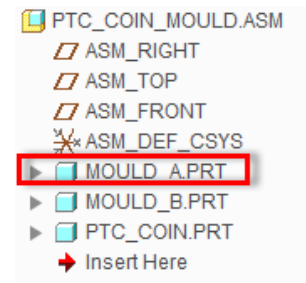 PTC_COIN_MOULD.ASM
ASM_RIGHT
ASM_TOP
ASM_FRONT
ASM_DEF_CSYS
MOULD_A.PRT
MOULD_B.PRT
PTC_COIN.PRT
Insert Here